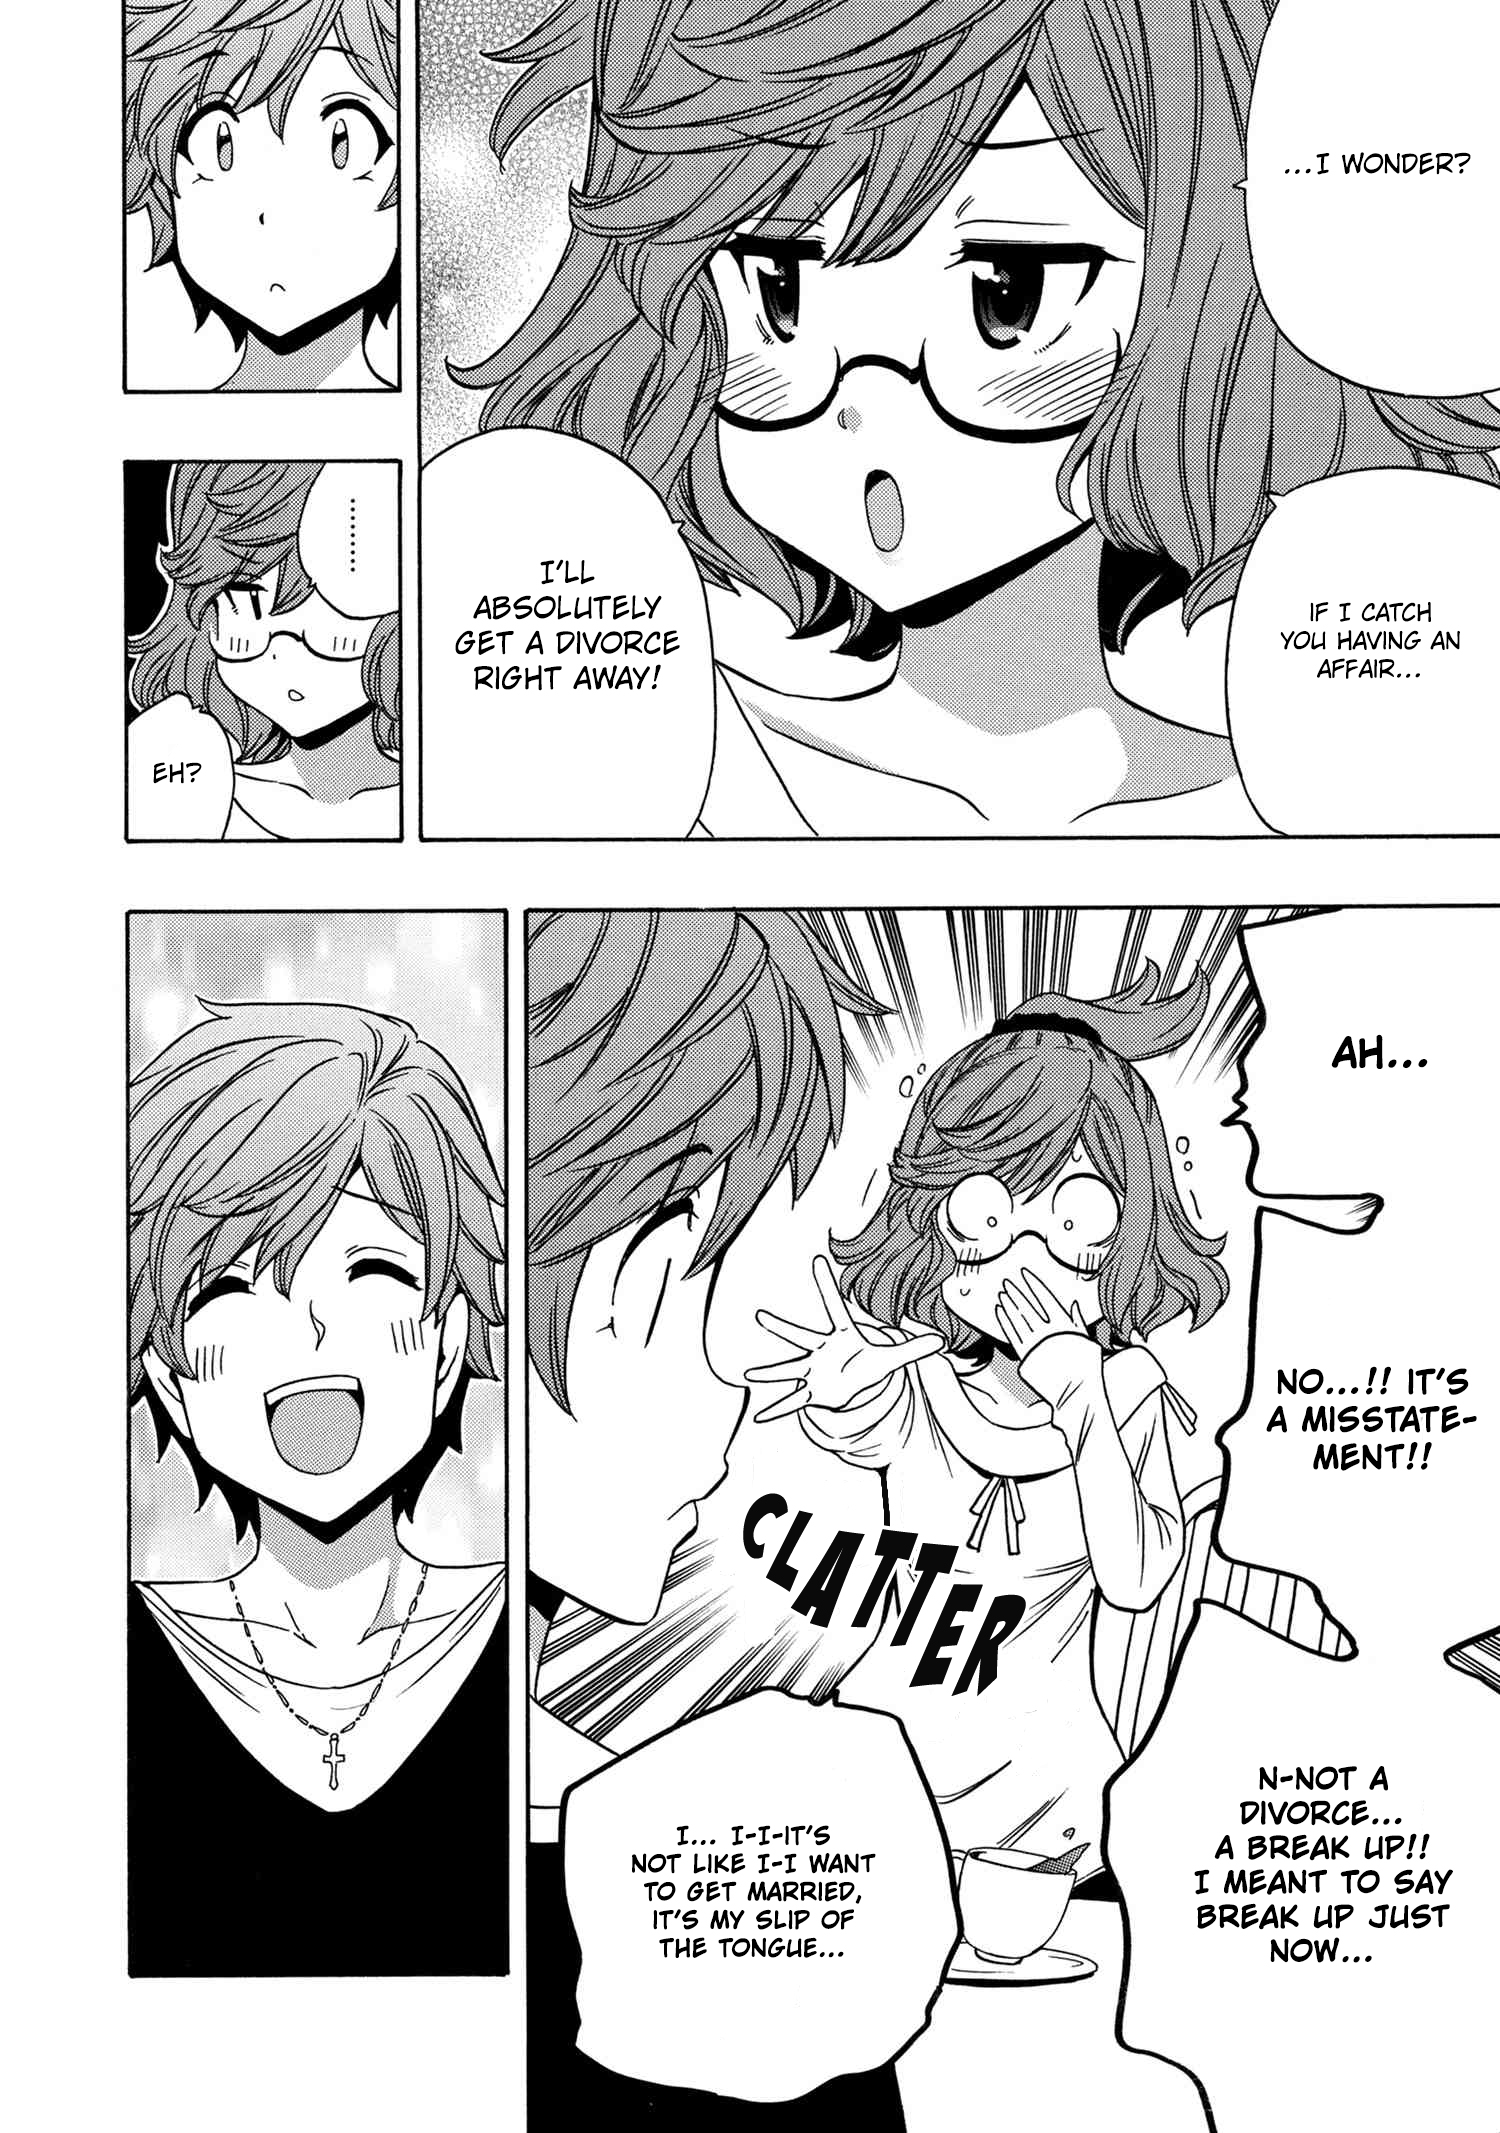 ...I WONDER?
IF I CATCH
YOU HAVING AN
AFFAIR...
I'LL
ABSOLUTELY
GET A DIVORCE
RIGHT AWAY!
.........
EH?
AH...
NO...!! IT'S
A MISSTATE-
MENT!!
CLATTER
N-NOT A
DIVORCE...
A BREAK UP!!
I MEANT TO SAY
BREAK UP JUST
NOW...
I... I-I-IT'S
NOT LIKE I-I WANT
TO GET MARRIED,
IT'S MY SLIP OF
THE TONGUE...